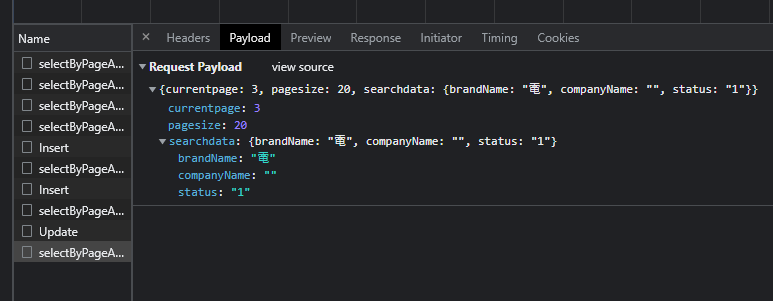 Name
× Headers Payload Preview Response Initiator Timing Cookies
selectByPageA...
selectByPageA...
selectByPageA...
selectByPageA...
Insert
selectByPageA...
Insert
selectByPageA...
Update
selectByPageA...
▼ Request Payload view source
▼ {currentpage: 3, pagesize: 20, searchdata: {brandName: "電", companyName: "", status: "1"}}
currentpage: 3
pagesize: 20
▼ searchdata: {brandName: "電", companyName: "", status: "1"}
brandName: "電"
companyName: ""
status: "1"